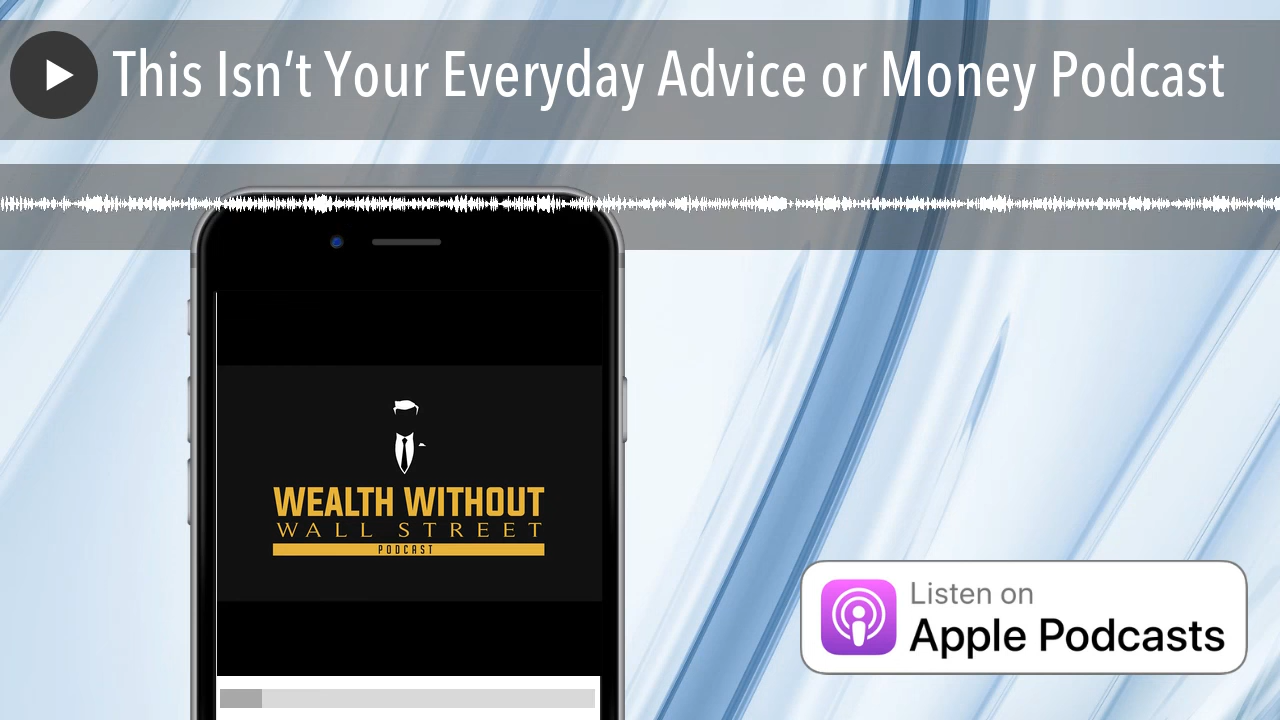 This Isn't Your Everyday Advice or Money Podcast
WEALTH WITHOUT
WALL STREET
PODCAST
Listen on
Apple Podcasts